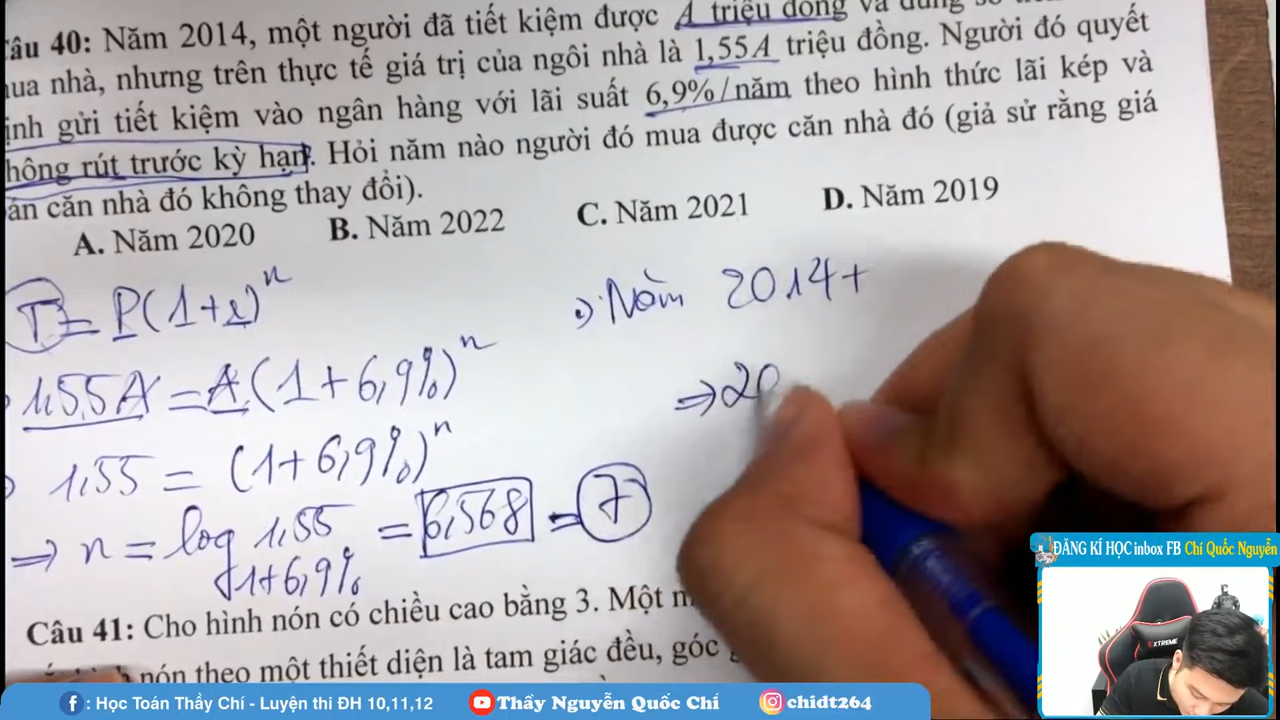 Câu 40: Năm 2014, một người đã tiết kiệm được A triệu đồng và dùng số
mua nhà, nhưng trên thực tế giá trị của ngôi nhà là 1,55A triệu đồng. Người đó quyết
ịnh gửi tiết kiệm vào ngân hàng với lãi suất 6,9%/năm theo hình thức lãi kép và
không rút trước kỳ hạn. Hỏi năm nào người đó mua được căn nhà đó (giả sử rằng giá
án căn nhà đó không thay đổi).
A. Năm 2020 B. Năm 2022 C. Năm 2021 D. Năm 2019
T = P(1+r)^n
1,55A = A(1+6,9%)^n
1,55 = (1+6,9%)^n
⇒ n = log_{1+6,9%} 1,55 = 6,568 = 7
Năm 2014+
⇒ 20
Câu 41: Cho hình nón có chiều cao bằng 3. Một
nón theo một thiết diện là tam giác đều, góc
ĐĂNG KÍ HỌC inbox FB Chí Quốc Nguyễn
EXTREME
: Học Toán Thầy Chí - Luyện thi ĐH 10,11,12
Thầy Nguyễn Quốc Chí
chidt264